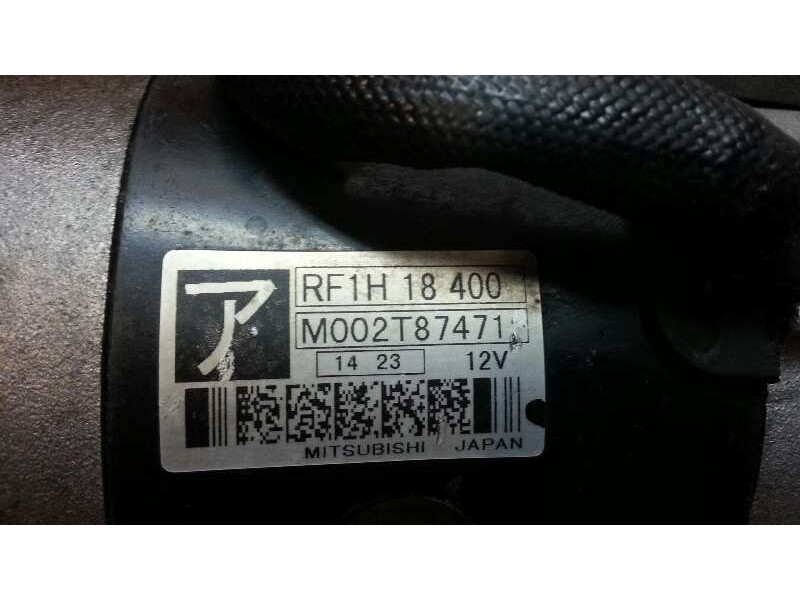 ア
RF1H 18 400
M002T87471
14 23 12V
MITSUBISHI JAPAN